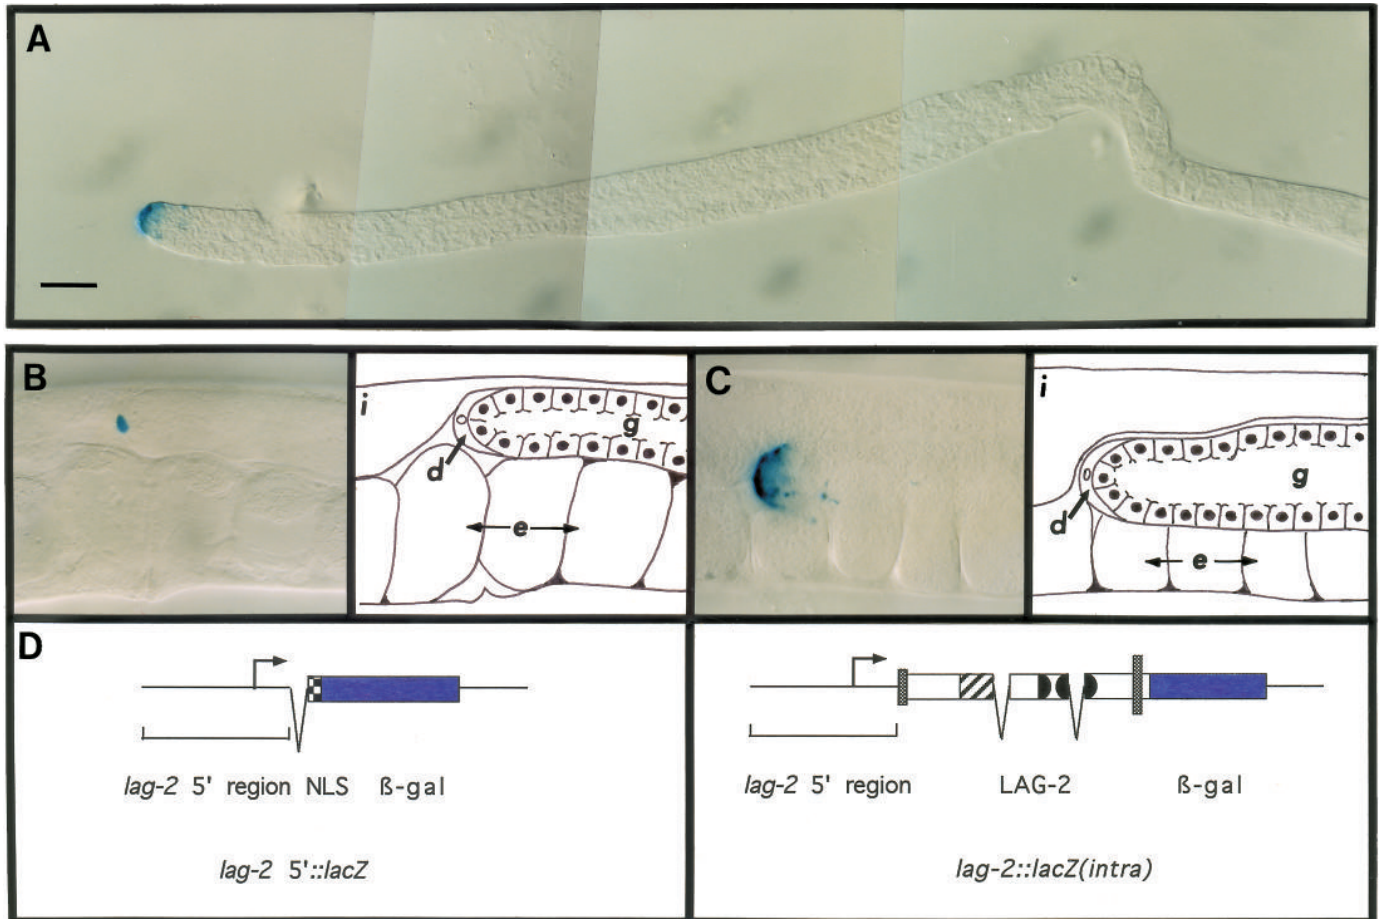 A
B
i
g
d
e
C
i
g
d
e
D
lag-2 5' region NLS ß-gal
lag-2 5'::lacZ
lag-2 5' region LAG-2 ß-gal
lag-2::lacZ(intra)